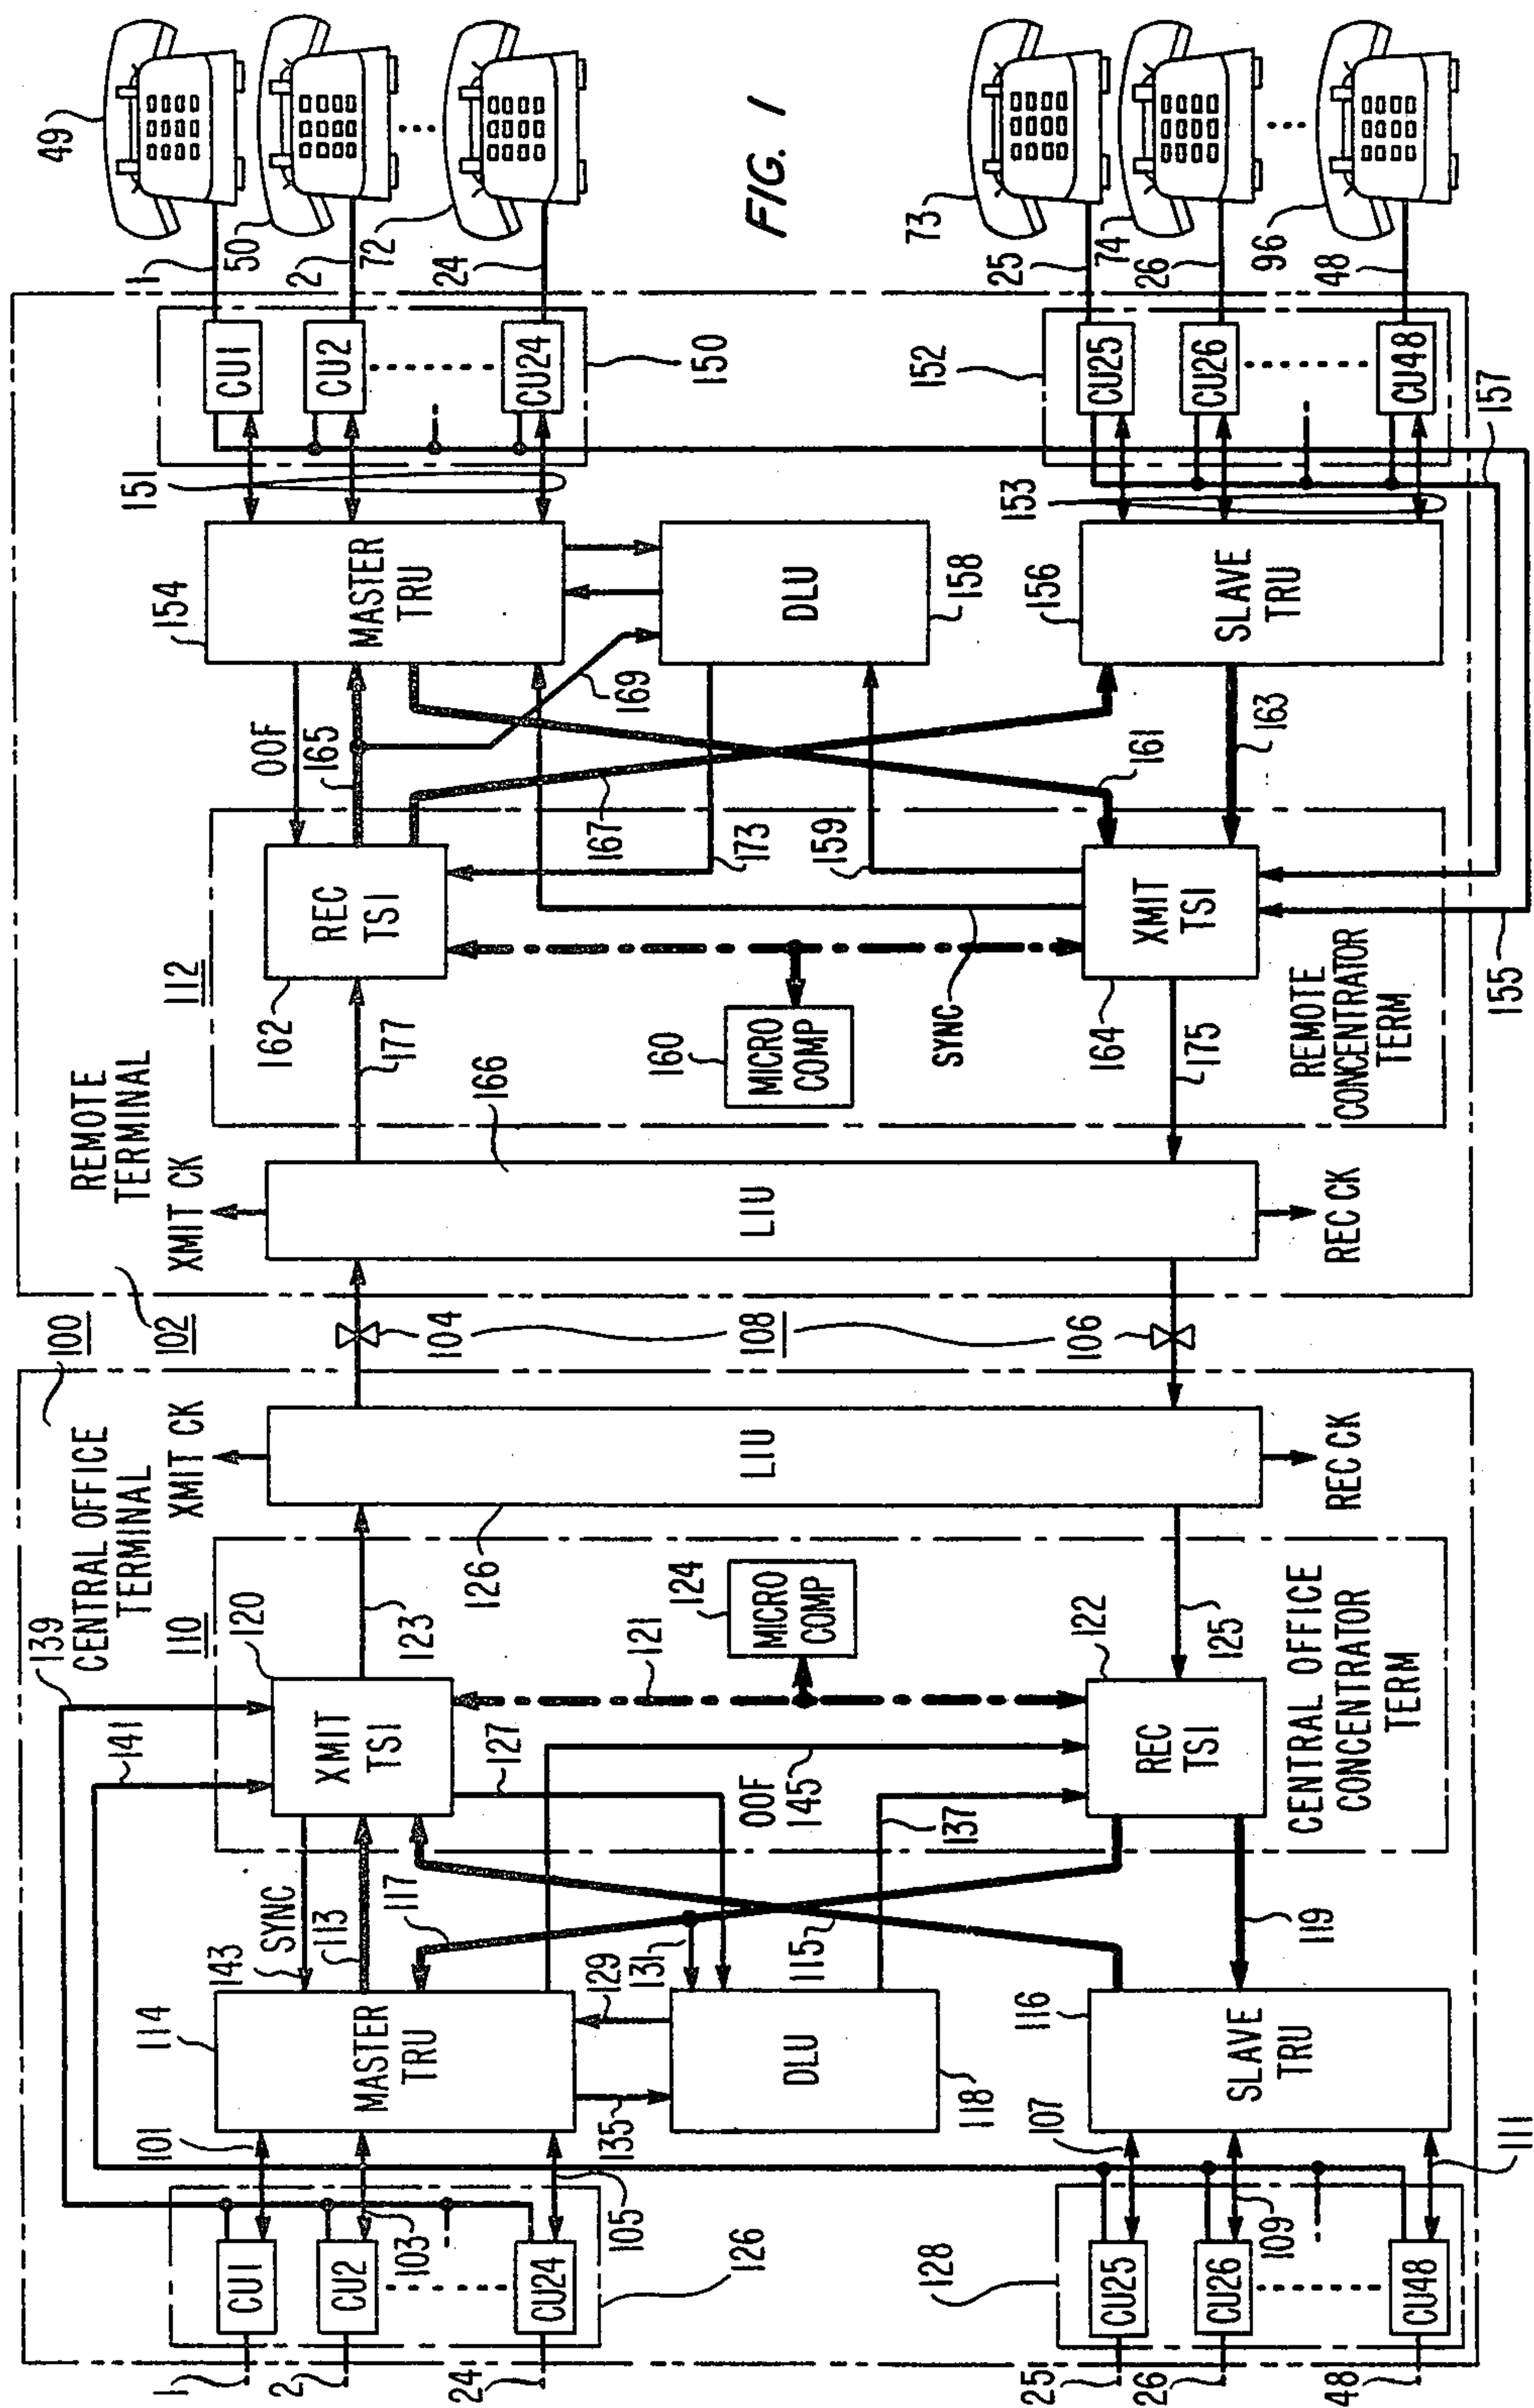 FIG. 1
139
100
CENTRAL OFFICE
TERMINAL
141
110
XMIT CK
102
REMOTE
TERMINAL
XMIT CK
112
49
1
50
2
72
24
1
2
24
CU1
CU2
CU24
101
103
105
126
114
MASTER
TRU
143
SYNC
113
117
120
XMIT
TSI
123
126
LIU
104
108
106
166
LIU
177
162
REC
TSI
OOF
165
154
MASTER
TRU
151
CU1
CU2
CU24
150
127
121
124
MICRO
COMP
135
129
131
115
DLU
118
137
OOF
145
160
MICRO
COMP
SYNC
167
173
159
169
161
DLU
158
25
26
48
CU25
CU26
CU48
128
107
109
111
116
SLAVE
TRU
119
122
REC
TSI
125
CENTRAL OFFICE
CONCENTRATOR
TERM
REC CK
REC CK
175
164
XMIT
TSI
REMOTE
CONCENTRATOR
TERM
163
156
SLAVE
TRU
153
152
CU25
CU26
CU48
157
155
73
25
74
26
96
48